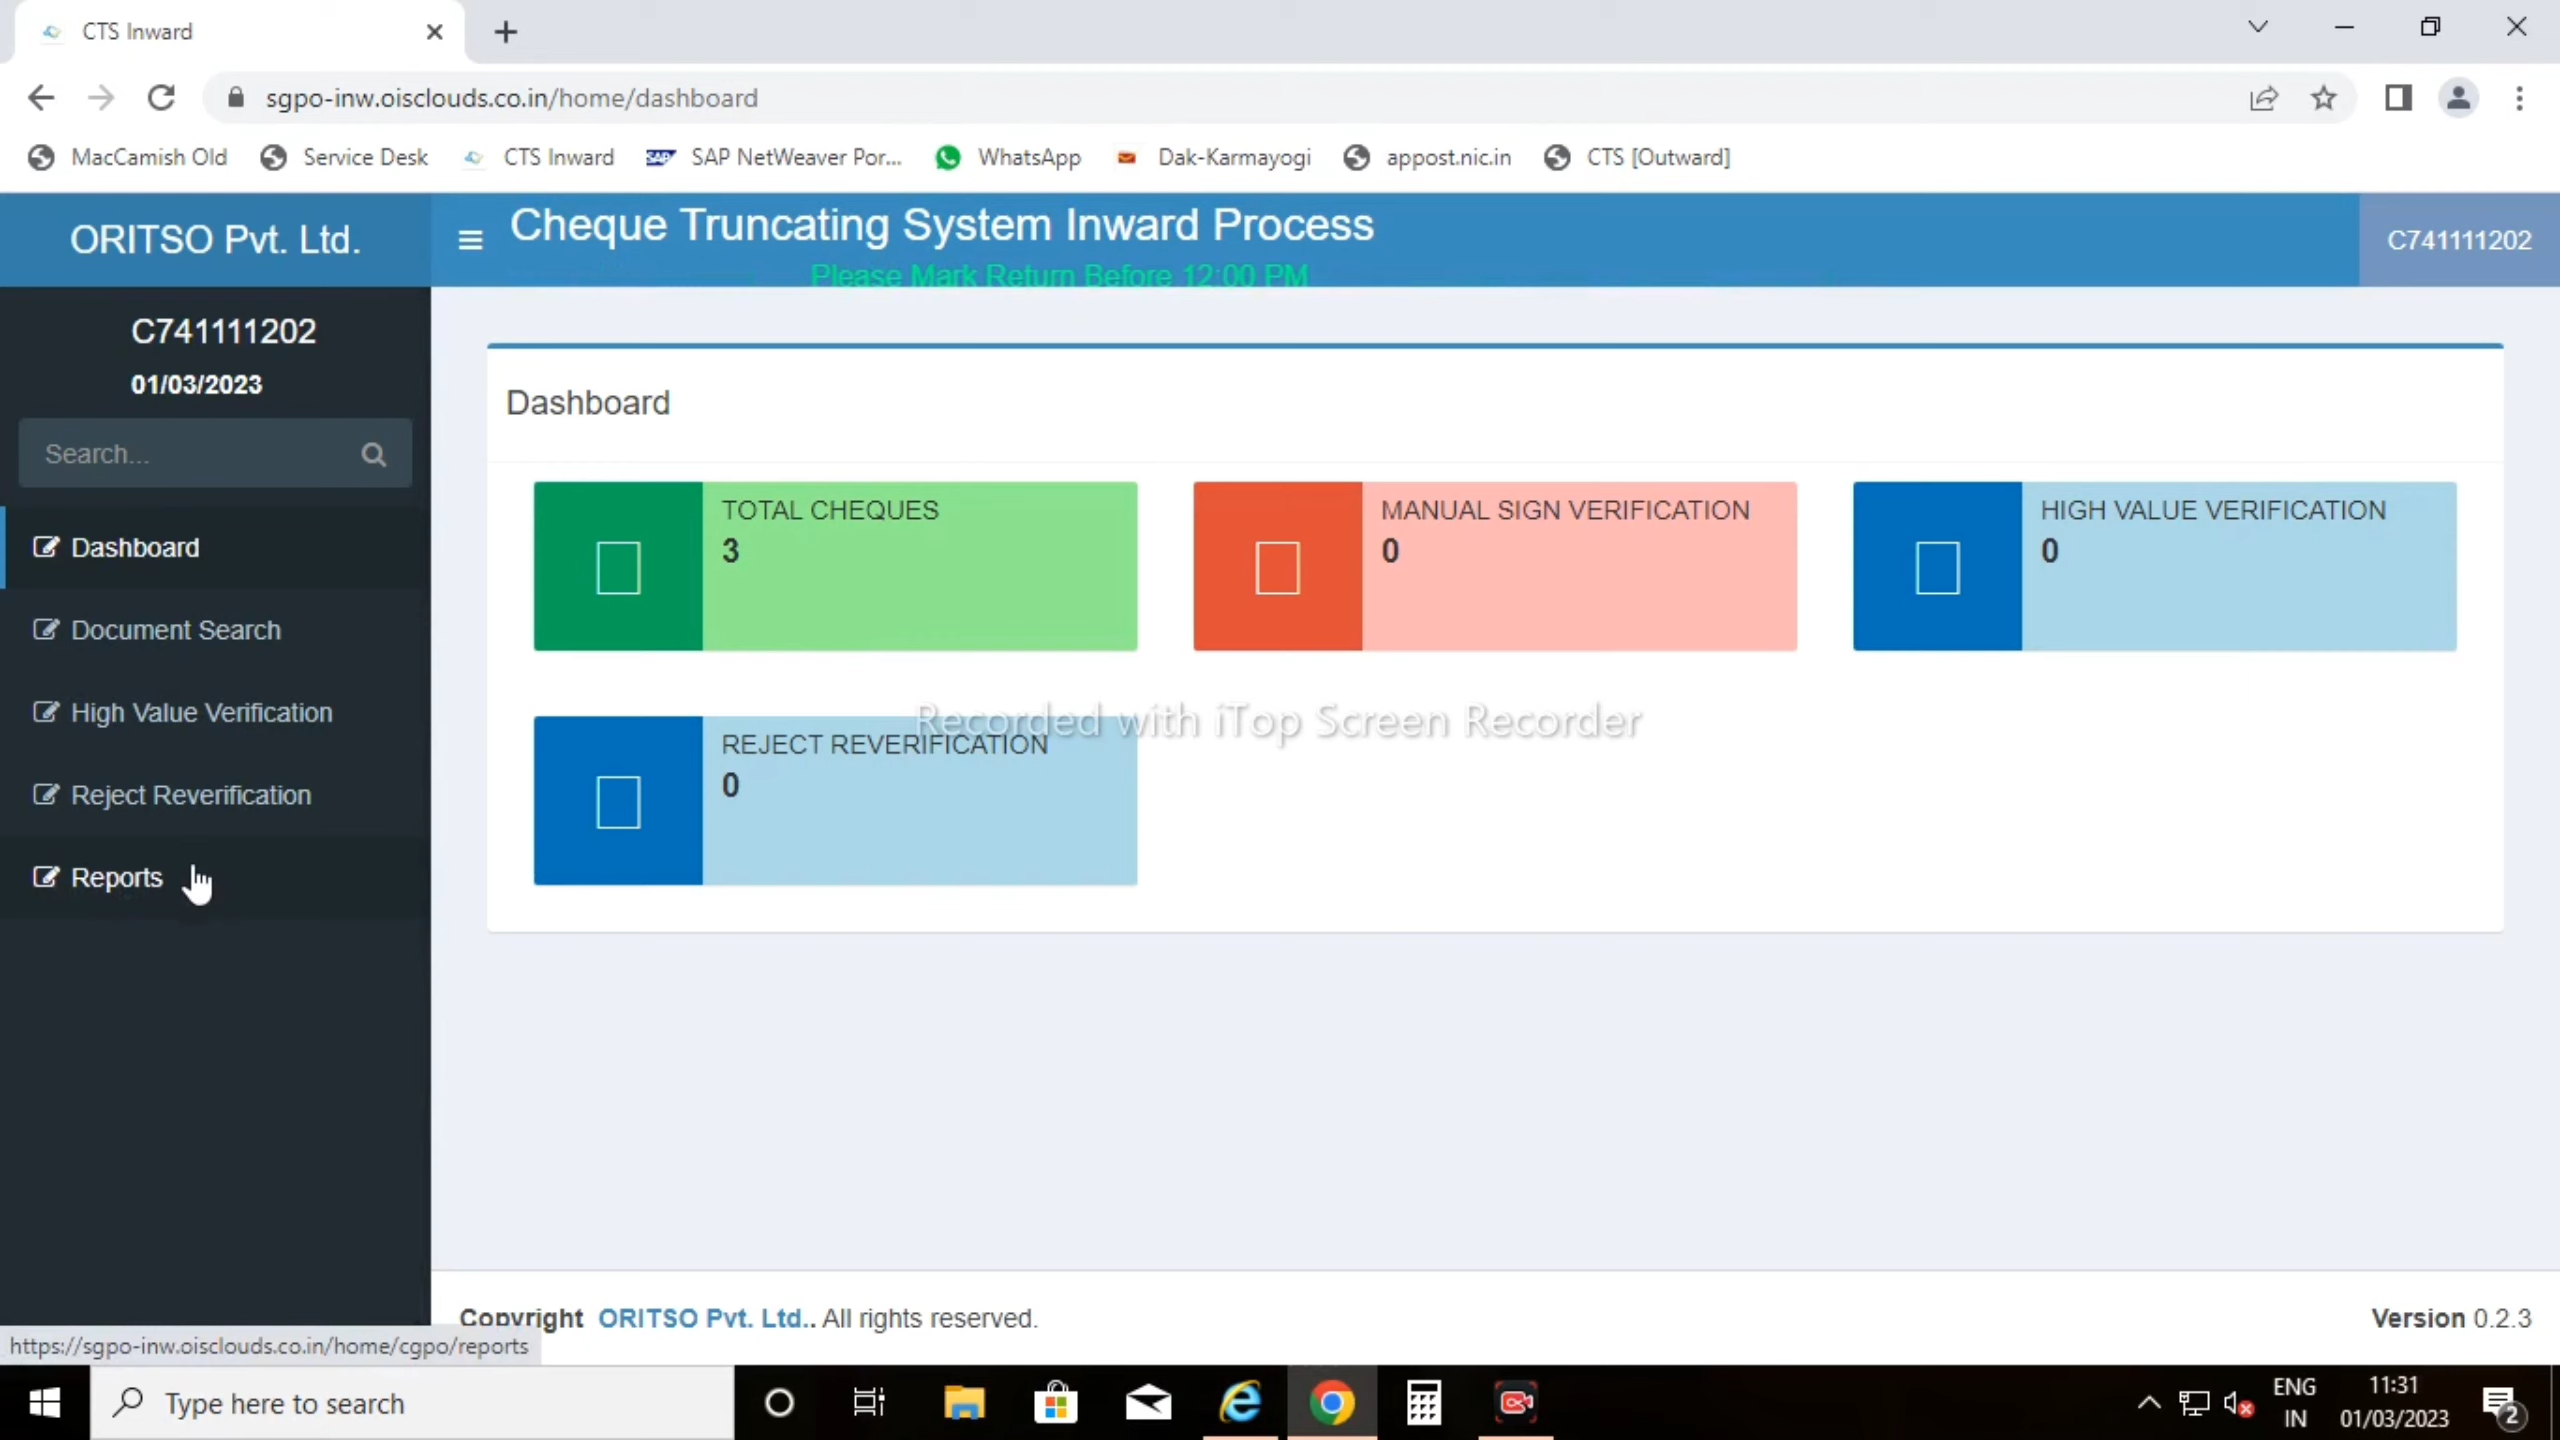 CTS Inward
sgpo-inw.oisclouds.co.in/home/dashboard
MacCamish Old
Service Desk
CTS Inward
SAP NetWeaver Por...
WhatsApp
Dak-Karmayogi
appost.nic.in
CTS [Outward]
ORITSO Pvt. Ltd.
Cheque Truncating System Inward Process
Please Mark Return Before 12:00 PM
C741111202
C741111202
01/03/2023
Search...
Dashboard
Document Search
High Value Verification
Reject Reverification
Reports
Dashboard
TOTAL CHEQUES
3
MANUAL SIGN VERIFICATION
0
HIGH VALUE VERIFICATION
0
REJECT REVERIFICATION
0
Recorded with iTop Screen Recorder
Copyright ORITSO Pvt. Ltd.. All rights reserved.
Version 0.2.3
https://sgpo-inw.oisclouds.co.in/home/cgpo/reports
Type here to search
ENG
IN
11:31
01/03/2023
2